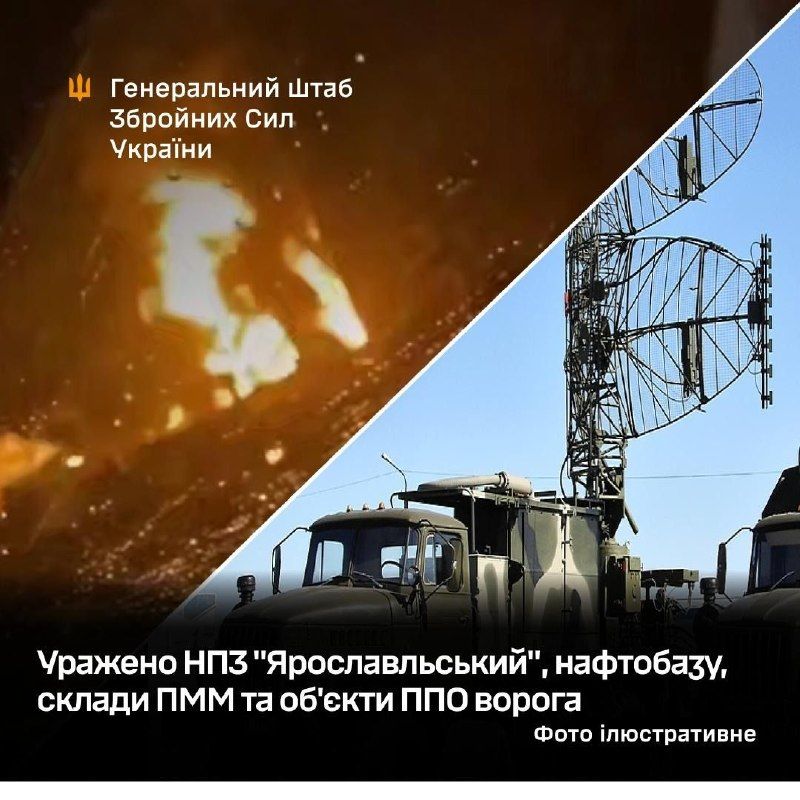 Генеральний штаб
Збройних Сил
України
Уражено НПЗ "Ярославльський", нафтобазу,
склади ПММ та об'єкти ППО ворога
Фото ілюстративне